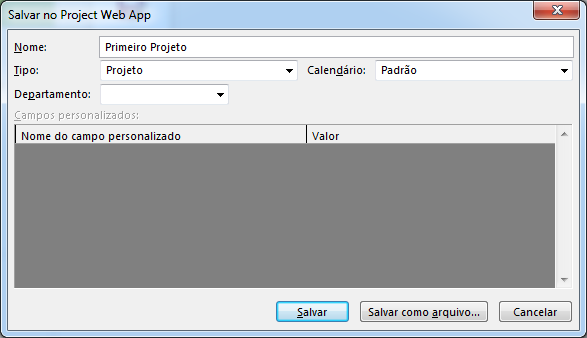 Salvar no Project Web App
Nome: Primeiro Projeto
Tipo: Projeto Calendário: Padrão
Departamento:
Campos personalizados:
Nome do campo personalizado Valor
Salvar Salvar como arquivo... Cancelar